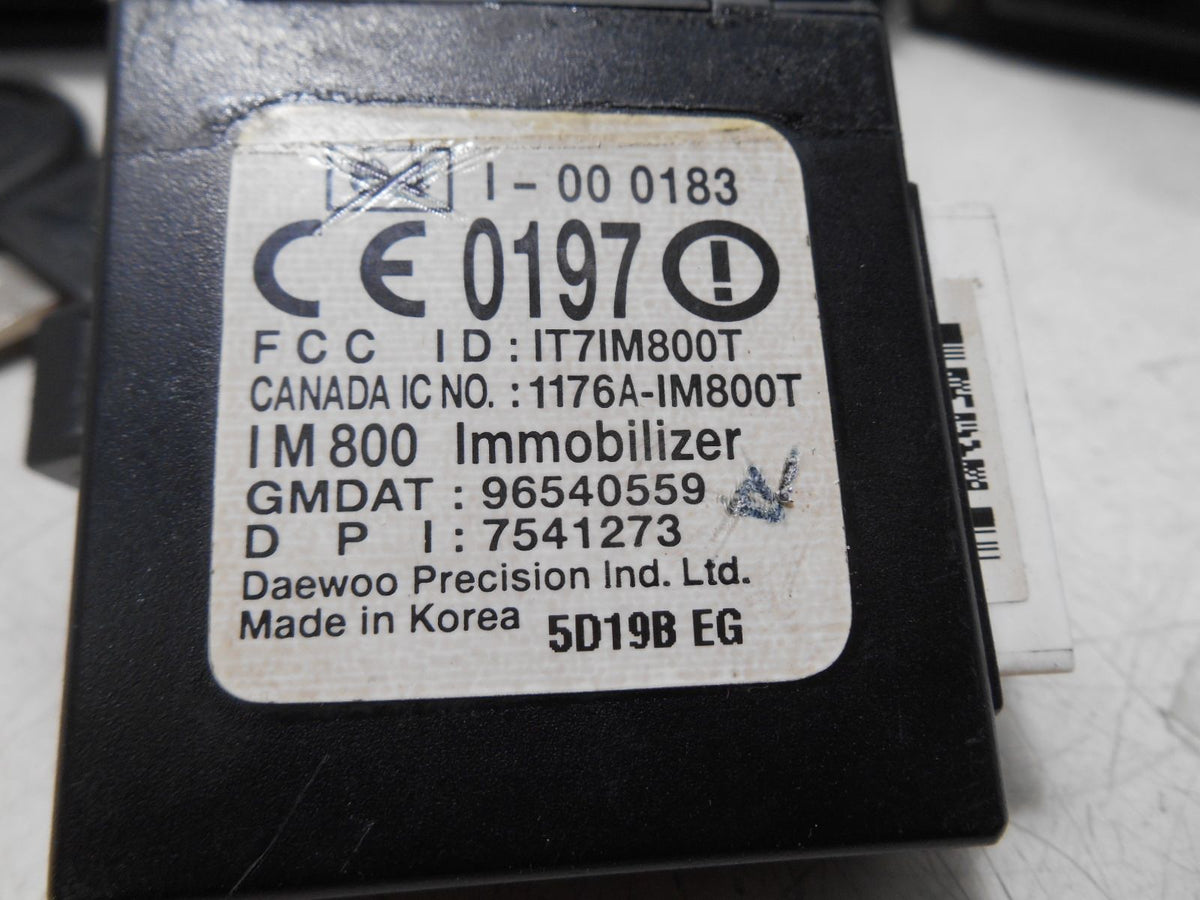 I - 00 0183
CE 0197 !
FCC ID : IT7IM800T
CANADA IC NO. : 1176A-IM800T
IM 800 Immobilizer
GMDAT : 96540559
D P I : 7541273
Daewoo Precision Ind. Ltd.
Made in Korea 5D19B EG